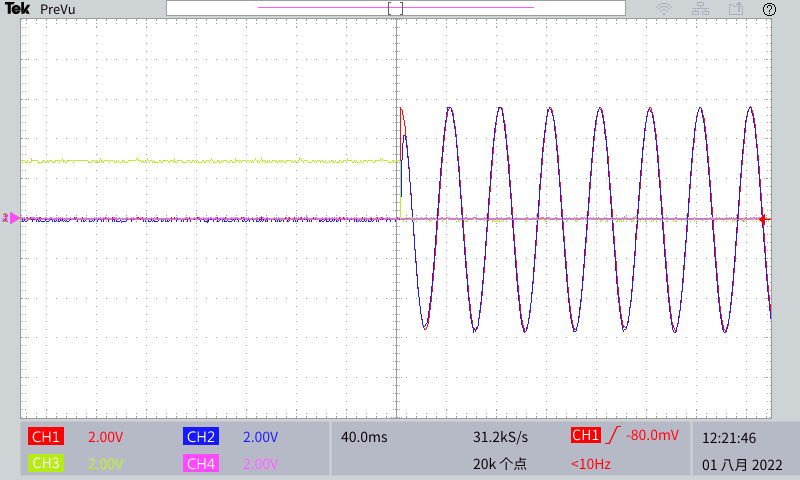 Tek PreVu
CH1 2.00V CH2 2.00V 40.0ms 31.2kS/s CH1 -80.0mV 12:21:46
CH3 2.00V CH4 2.00V 20k 个点 <10Hz 01 八月 2022